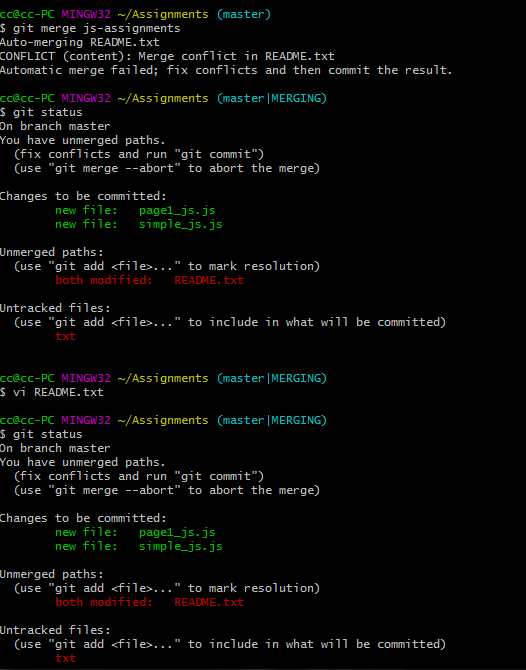 cc@cc-PC MINGW32 ~/Assignments (master)
$ git merge js-assignments
Auto-merging README.txt
CONFLICT (content): Merge conflict in README.txt
Automatic merge failed; fix conflicts and then commit the result.
cc@cc-PC MINGW32 ~/Assignments (master|MERGING)
$ git status
On branch master
You have unmerged paths.
(fix conflicts and run "git commit")
(use "git merge --abort" to abort the merge)
Changes to be committed:
new file: page1_js.js
new file: simple_js.js
Unmerged paths:
(use "git add <file>..." to mark resolution)
both modified: README.txt
Untracked files:
(use "git add <file>..." to include in what will be committed)
txt
cc@cc-PC MINGW32 ~/Assignments (master|MERGING)
$ vi README.txt
cc@cc-PC MINGW32 ~/Assignments (master|MERGING)
$ git status
On branch master
You have unmerged paths.
(fix conflicts and run "git commit")
(use "git merge --abort" to abort the merge)
Changes to be committed:
new file: page1_js.js
new file: simple_js.js
Unmerged paths:
(use "git add <file>..." to mark resolution)
both modified: README.txt
Untracked files:
(use "git add <file>..." to include in what will be committed)
txt